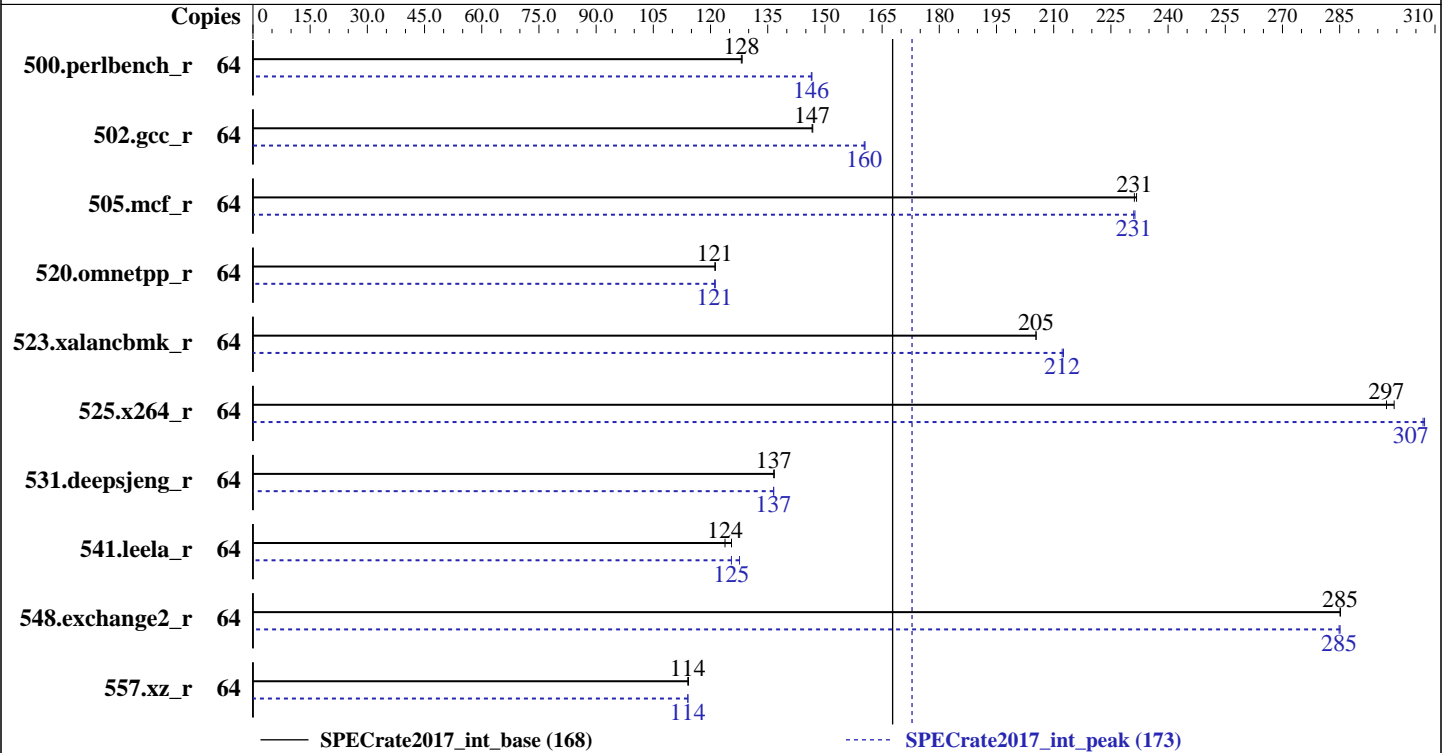 Copies 0 15.0 30.0 45.0 60.0 75.0 90.0 105 120 135 150 165 180 195 210 225 240 255 270 285 310
128
500.perlbench_r 64
146
147
502.gcc_r 64
160
231
505.mcf_r 64
231
121
520.omnetpp_r 64
121
205
523.xalancbmk_r 64
212
297
525.x264_r 64
307
137
531.deepsjeng_r 64
137
124
541.leela_r 64
125
285
548.exchange2_r 64
285
114
557.xz_r 64
114
SPECrate2017_int_base (168) SPECrate2017_int_peak (173)